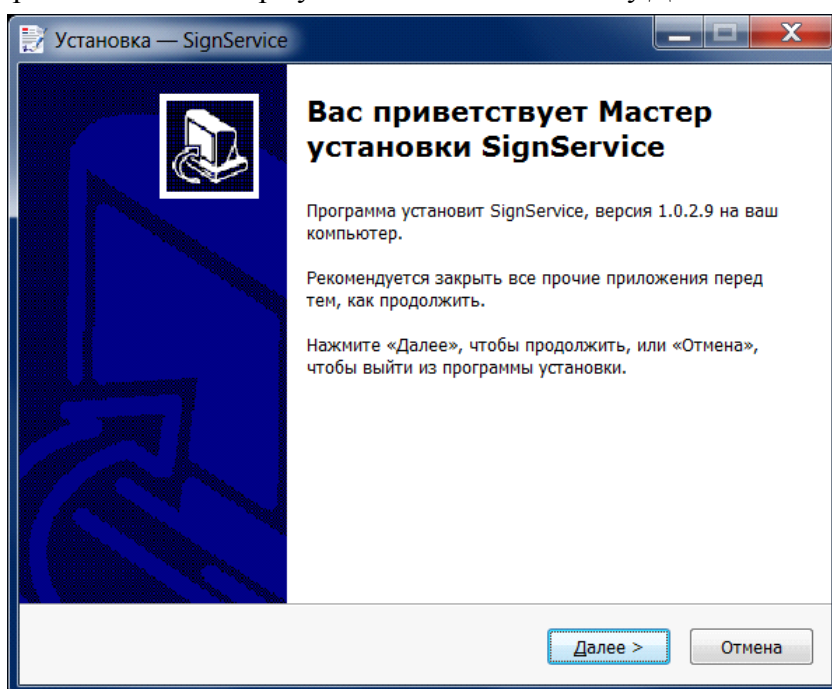 Установка — SignService
Вас приветствует Мастер
установки SignService
Программа установит SignService, версия 1.0.2.9 на ваш
компьютер.
Рекомендуется закрыть все прочие приложения перед
тем, как продолжить.
Нажмите «Далее», чтобы продолжить, или «Отмена»,
чтобы выйти из программы установки.
Далее >
Отмена